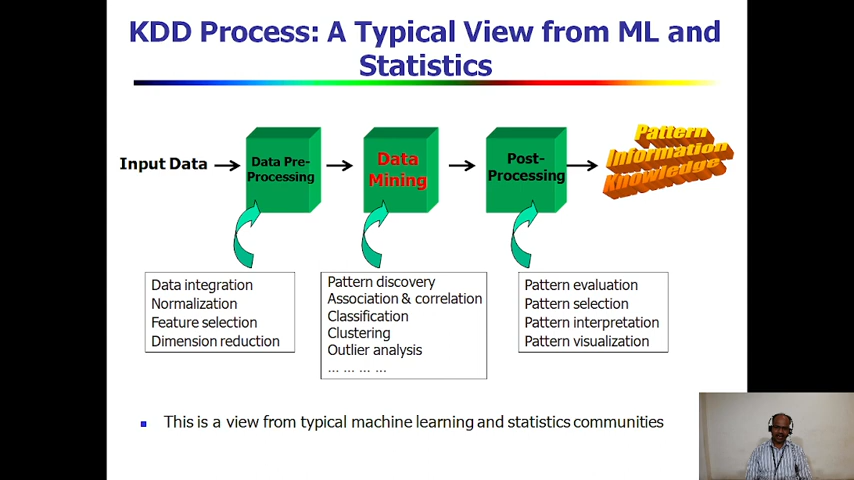 KDD Process: A Typical View from ML and
Statistics
Input Data
Data Pre-
Processing
Data
Mining
Post-
Processing
Pattern
Information
Knowledge
Data integration
Normalization
Feature selection
Dimension reduction
Pattern discovery
Association & correlation
Classification
Clustering
Outlier analysis
... ... ... ...
Pattern evaluation
Pattern selection
Pattern interpretation
Pattern visualization
This is a view from typical machine learning and statistics communities